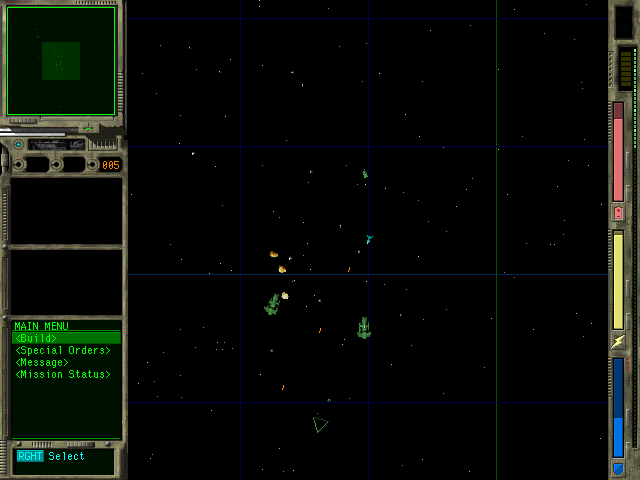 005
MAIN MENU
<Build>
<Special Orders>
<Message>
<Mission Status>
RGHT Select